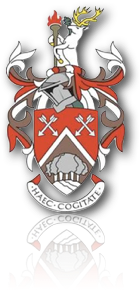 · HAEC · COGITATE ·